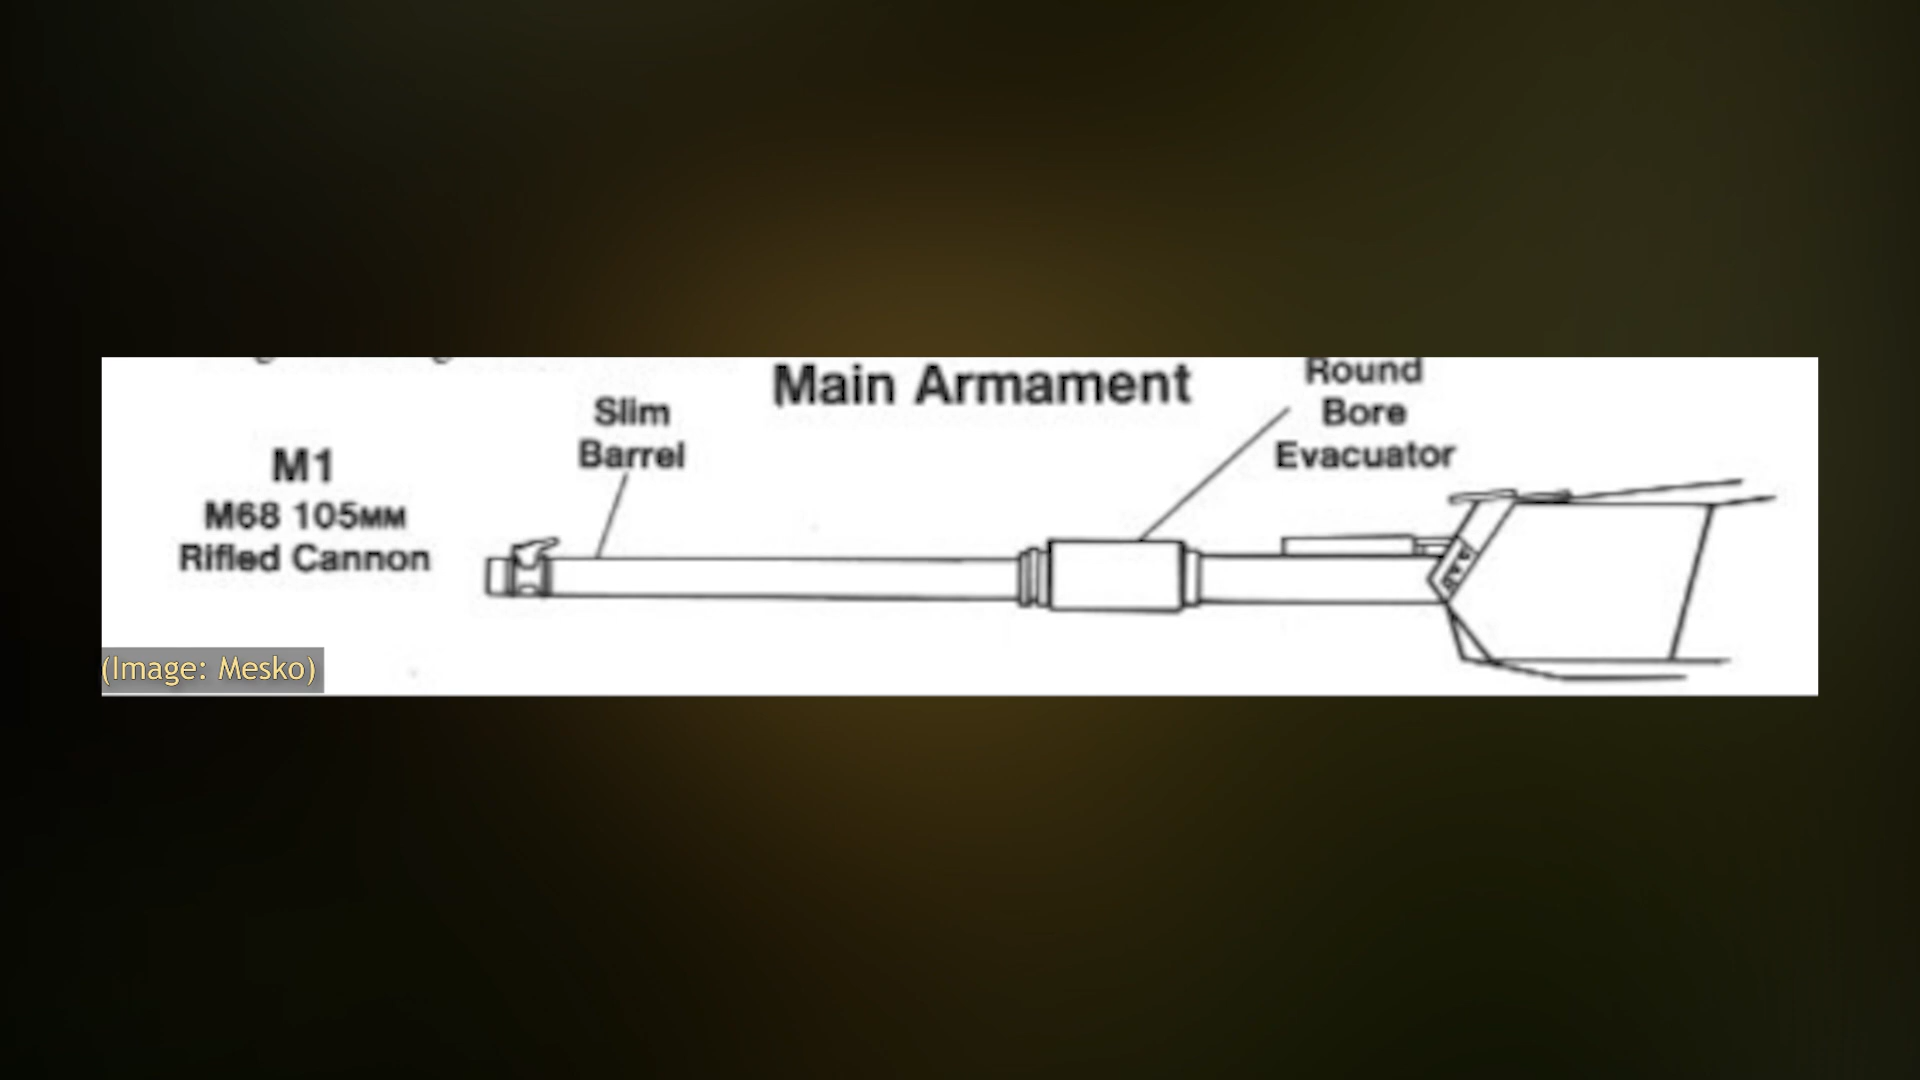 Main Armament
Slim
Barrel
Round
Bore
Evacuator
M1
M68 105MM
Rifled Cannon
(Image: Mesko)